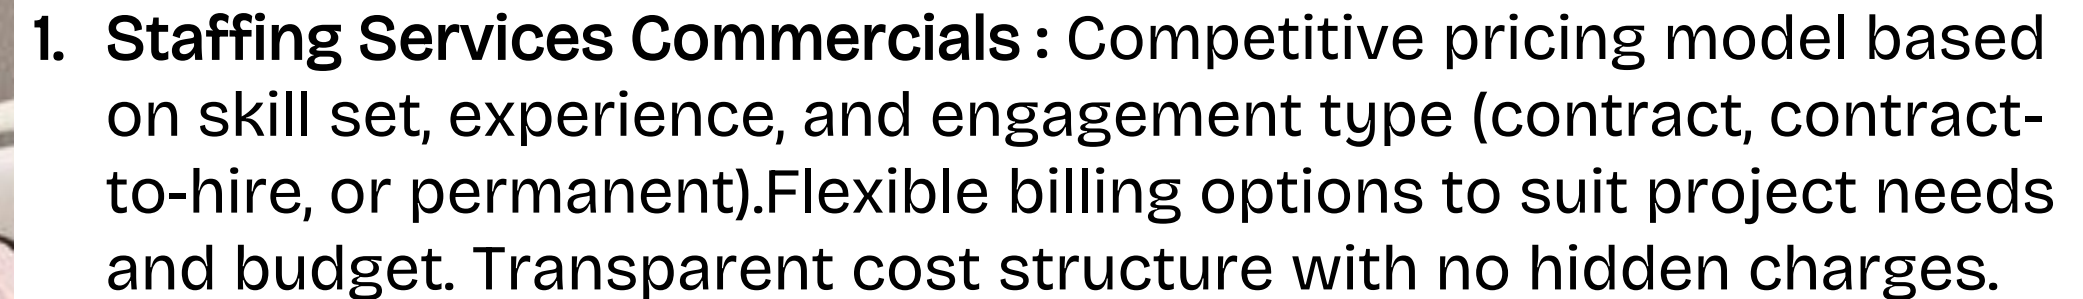 1. Staffing Services Commercials : Competitive pricing model based
on skill set, experience, and engagement type (contract, contract-
to-hire, or permanent).Flexible billing options to suit project needs
and budget. Transparent cost structure with no hidden charges.